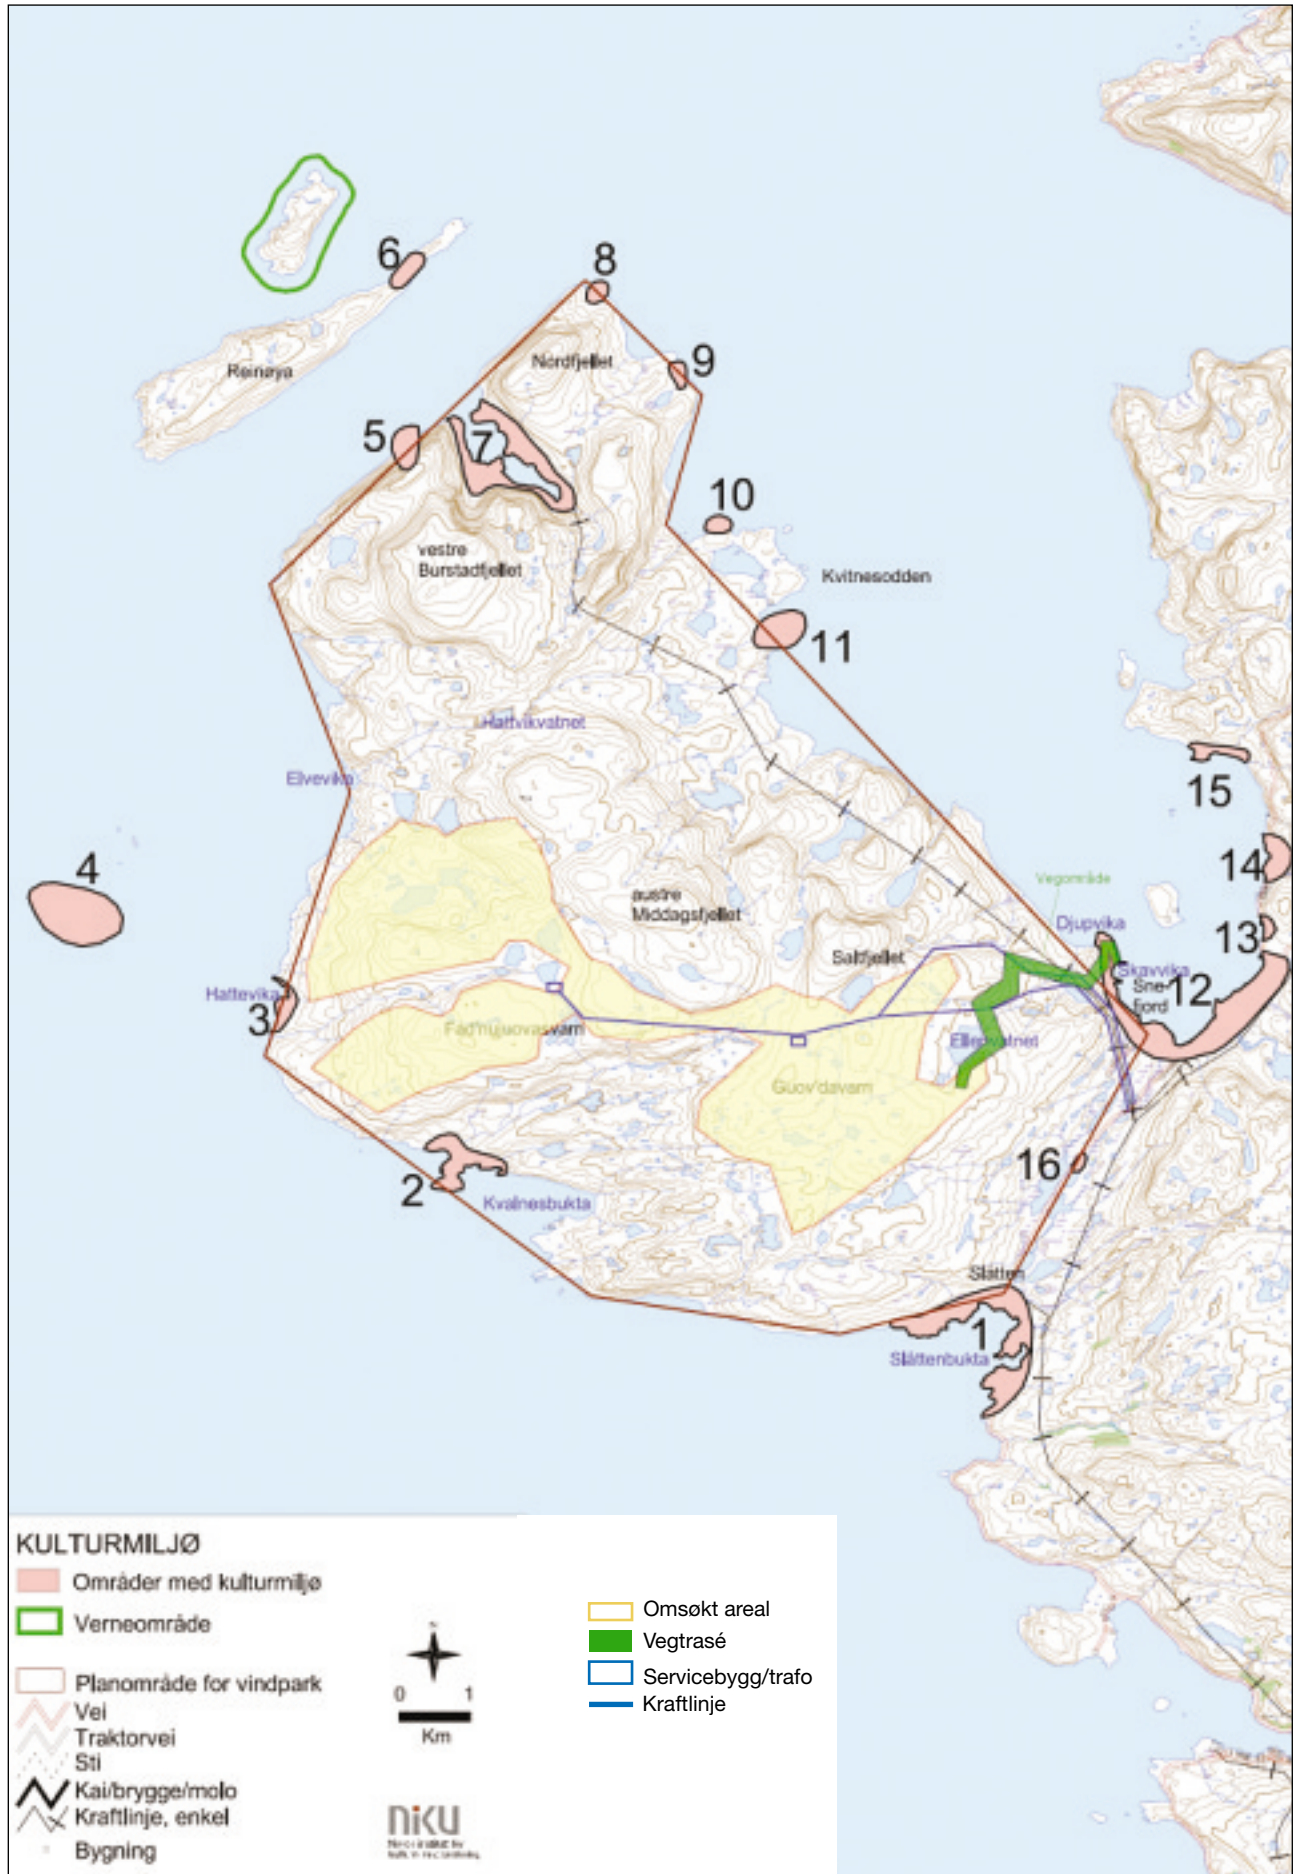 6
8
Reinøya
Nordfjellet
9
5
7
10
vestre
Burstadfjellet
Kvitnesodden
11
Hattvikvatnet
Ellevika
15
4
14
Vegområde
austre
Middagsfjellet
Djupvika
13
Saltfjellet
Skavvika
Hattevika
Sne-
fjord
12
3
Ellenvatnet
Guov'davarri
16
2
Kvalnesbukta
Slåtten
1
Slåttenbukta
KULTURMILJØ
Områder med kulturmiljø
Verneområde
Planområde for vindpark
Vei
Traktorvei
Sti
Kai/brygge/molo
Kraftlinje, enkel
Bygning
N
0 1
Km
NIKU
Omsøkt areal
Vegtrasé
Servicebygg/trafo
Kraftlinje